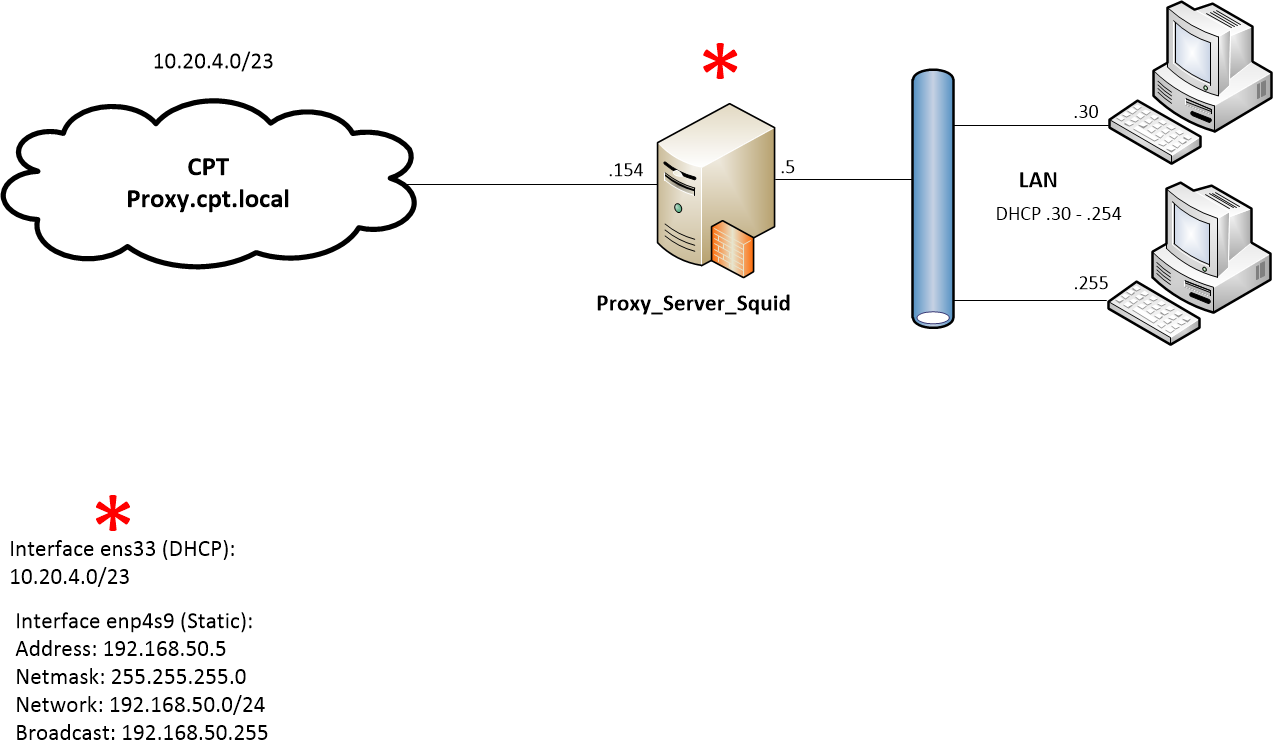 10.20.4.0/23
*
CPT
Proxy.cpt.local
.154
.5
.30
LAN
DHCP .30 - .254
.255
Proxy_Server_Squid
*
Interface ens33 (DHCP):
10.20.4.0/23
Interface enp4s9 (Static):
Address: 192.168.50.5
Netmask: 255.255.255.0
Network: 192.168.50.0/24
Broadcast: 192.168.50.255